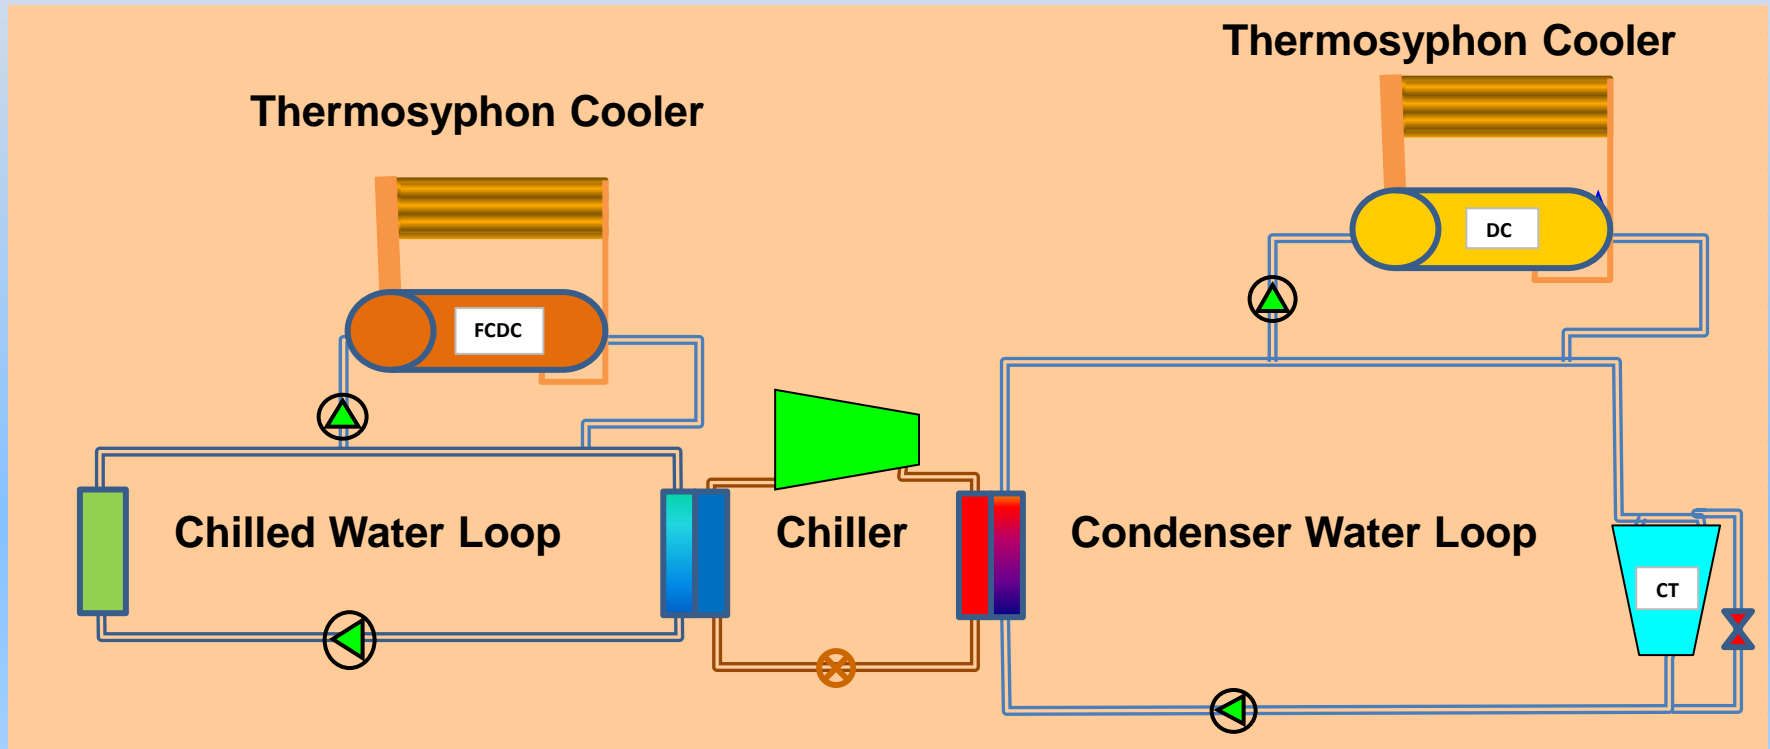 Thermosyphon Cooler
Thermosyphon Cooler
DC
FCDC
Chilled Water Loop
Chiller
Condenser Water Loop
CT